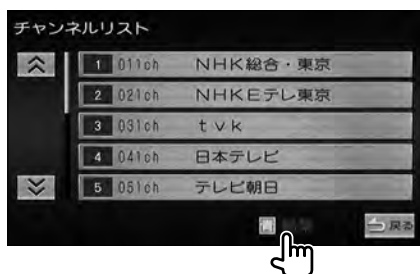 チャンネルリスト
1 011ch NHK総合・東京
2 021ch NHKEテレ東京
3 031ch tvk
4 041ch 日本テレビ
5 051ch テレビ朝日
戻る